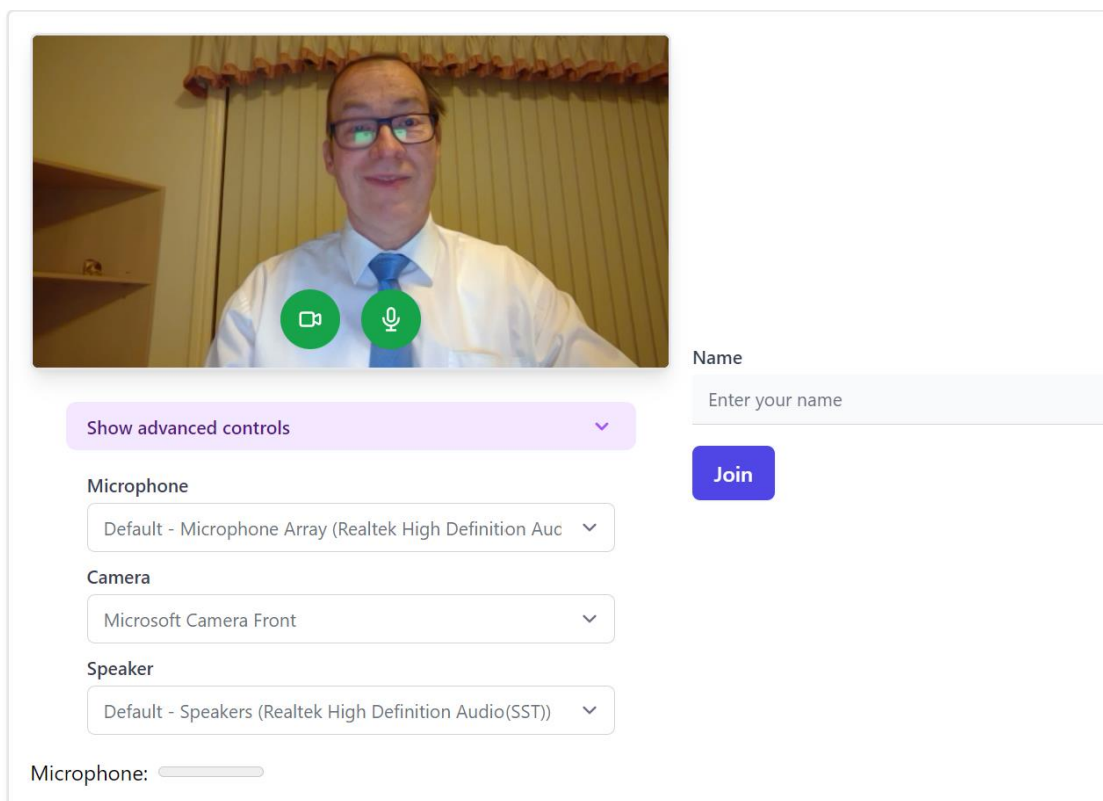 Show advanced controls
Microphone
Default - Microphone Array (Realtek High Definition Auc
Camera
Microsoft Camera Front
Speaker
Default - Speakers (Realtek High Definition Audio(SST))
Microphone:
Name
Enter your name
Join